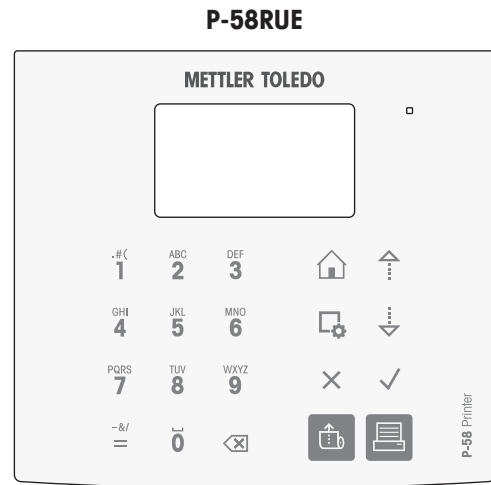 P-58RUE
METTLER TOLEDO
.#( ABC DEF
1 2 3
GHI JKL MNO
4 5 6
PQRS TUV WXYZ
7 8 9
-&/ ⎵
= 0
P-58 Printer